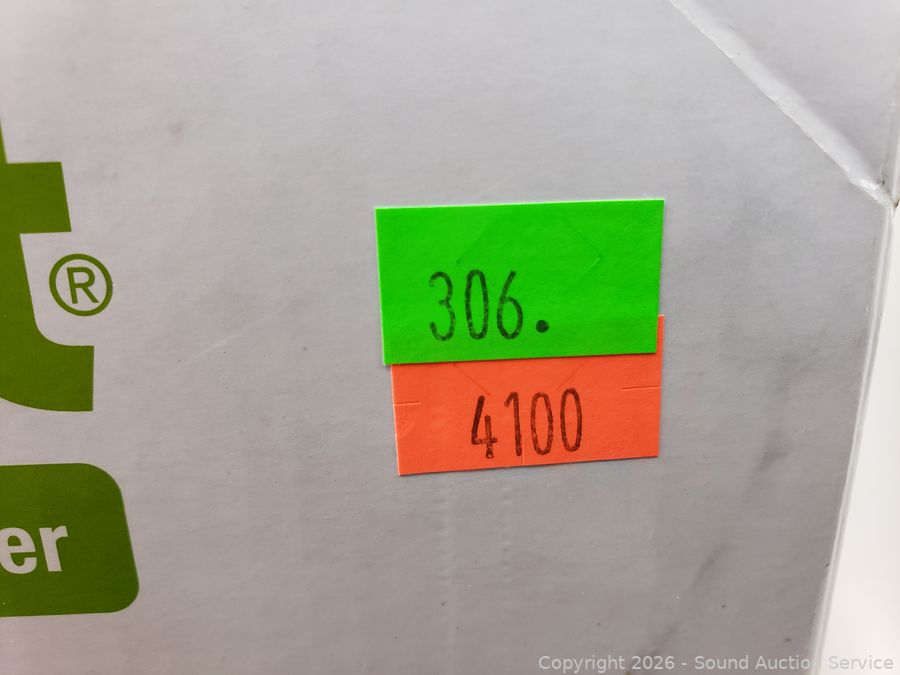 t®
306.
4100
er
Copyright 2026 - Sound Auction Service